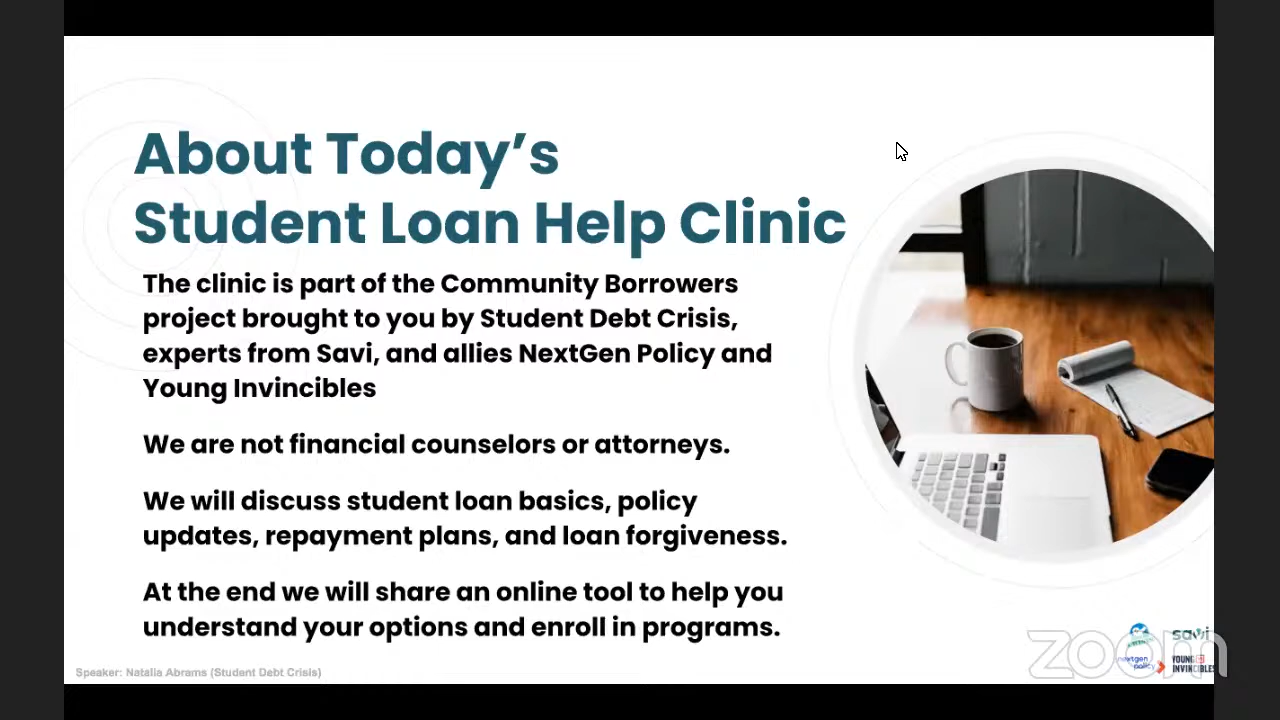 About Today’s
Student Loan Help Clinic
The clinic is part of the Community Borrowers
project brought to you by Student Debt Crisis,
experts from Savi, and allies NextGen Policy and
Young Invincibles
We are not financial counselors or attorneys.
We will discuss student loan basics, policy
updates, repayment plans, and loan forgiveness.
At the end we will share an online tool to help you
understand your options and enroll in programs.
Speaker: Natalia Abrams (Student Debt Crisis)
savi
nextgen
policy
YOUNG
INVINCIBLES
zoom